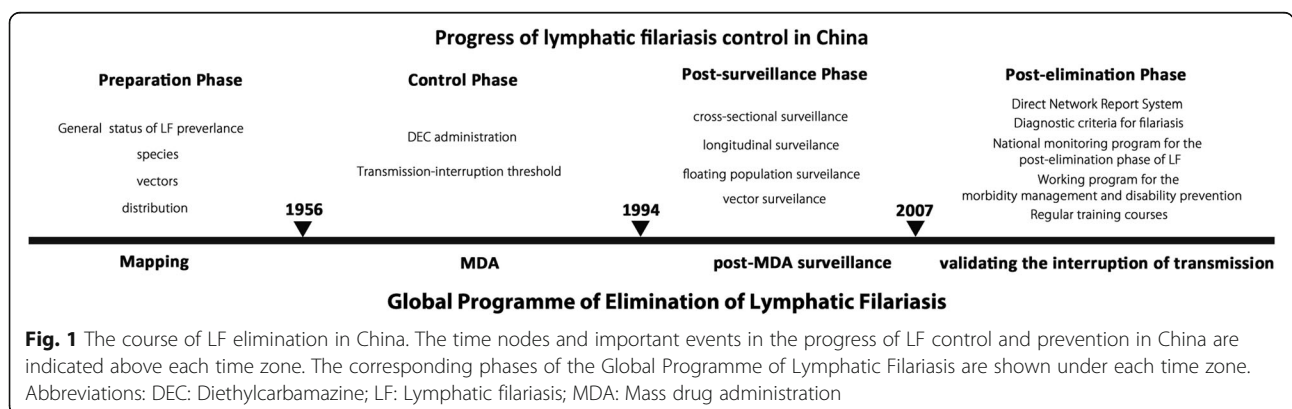 Progress of lymphatic filariasis control in China
Preparation Phase
General status of LF preverlance
species
vectors
distribution
1956
Control Phase
DEC administration
Transmission-interruption threshold
1994
Post-surveillance Phase
cross-sectional surveillance
longitudinal surveilance
floating population surveilance
vector surveilance
2007
Post-elimination Phase
Direct Network Report System
Diagnostic criteria for filariasis
National monitoring program for the
post-elimination phase of LF
Working program for the
morbidity management and disability prevention
Regular training courses
Mapping
MDA
post-MDA surveillance
validating the interruption of transmission
Global Programme of Elimination of Lymphatic Filariasis
Fig. 1 The course of LF elimination in China. The time nodes and important events in the progress of LF control and prevention in China are
indicated above each time zone. The corresponding phases of the Global Programme of Lymphatic Filariasis are shown under each time zone.
Abbreviations: DEC: Diethylcarbamazine; LF: Lymphatic filariasis; MDA: Mass drug administration